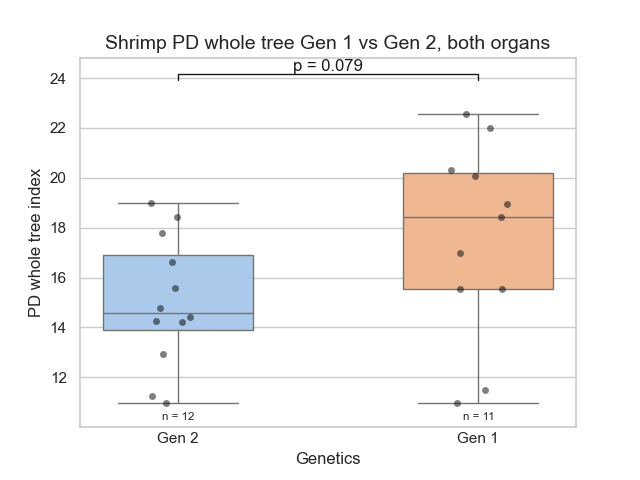 Shrimp PD whole tree Gen 1 vs Gen 2, both organs
p = 0.079
24
22
20
18
16
14
12
PD whole tree index
n = 12
n = 11
Gen 2
Gen 1
Genetics